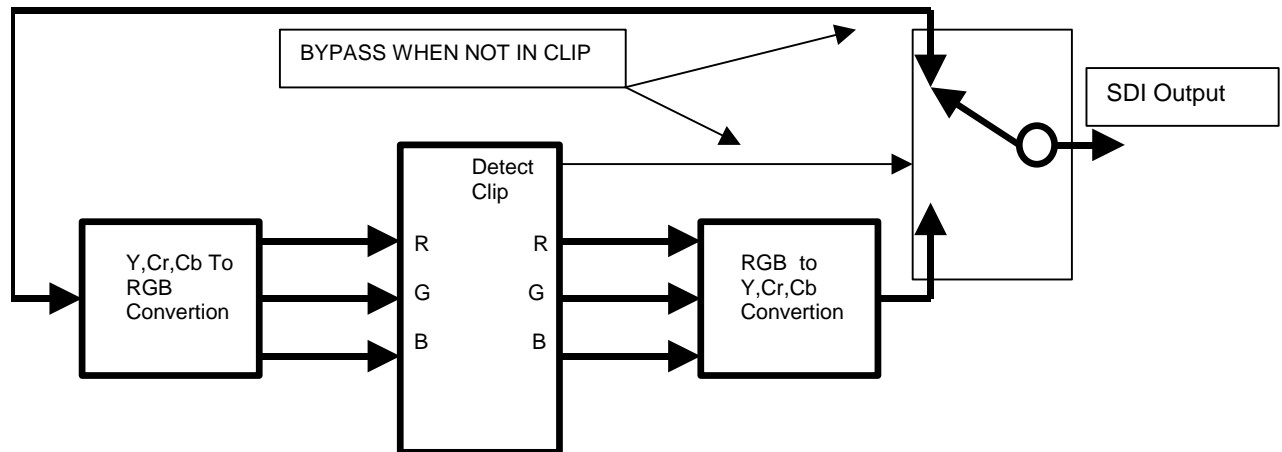 BYPASS WHEN NOT IN CLIP
SDI Output
Detect
Clip
Y,Cr,Cb To
RGB
Convertion
R
G
B
R
G
B
RGB to
Y,Cr,Cb
Convertion